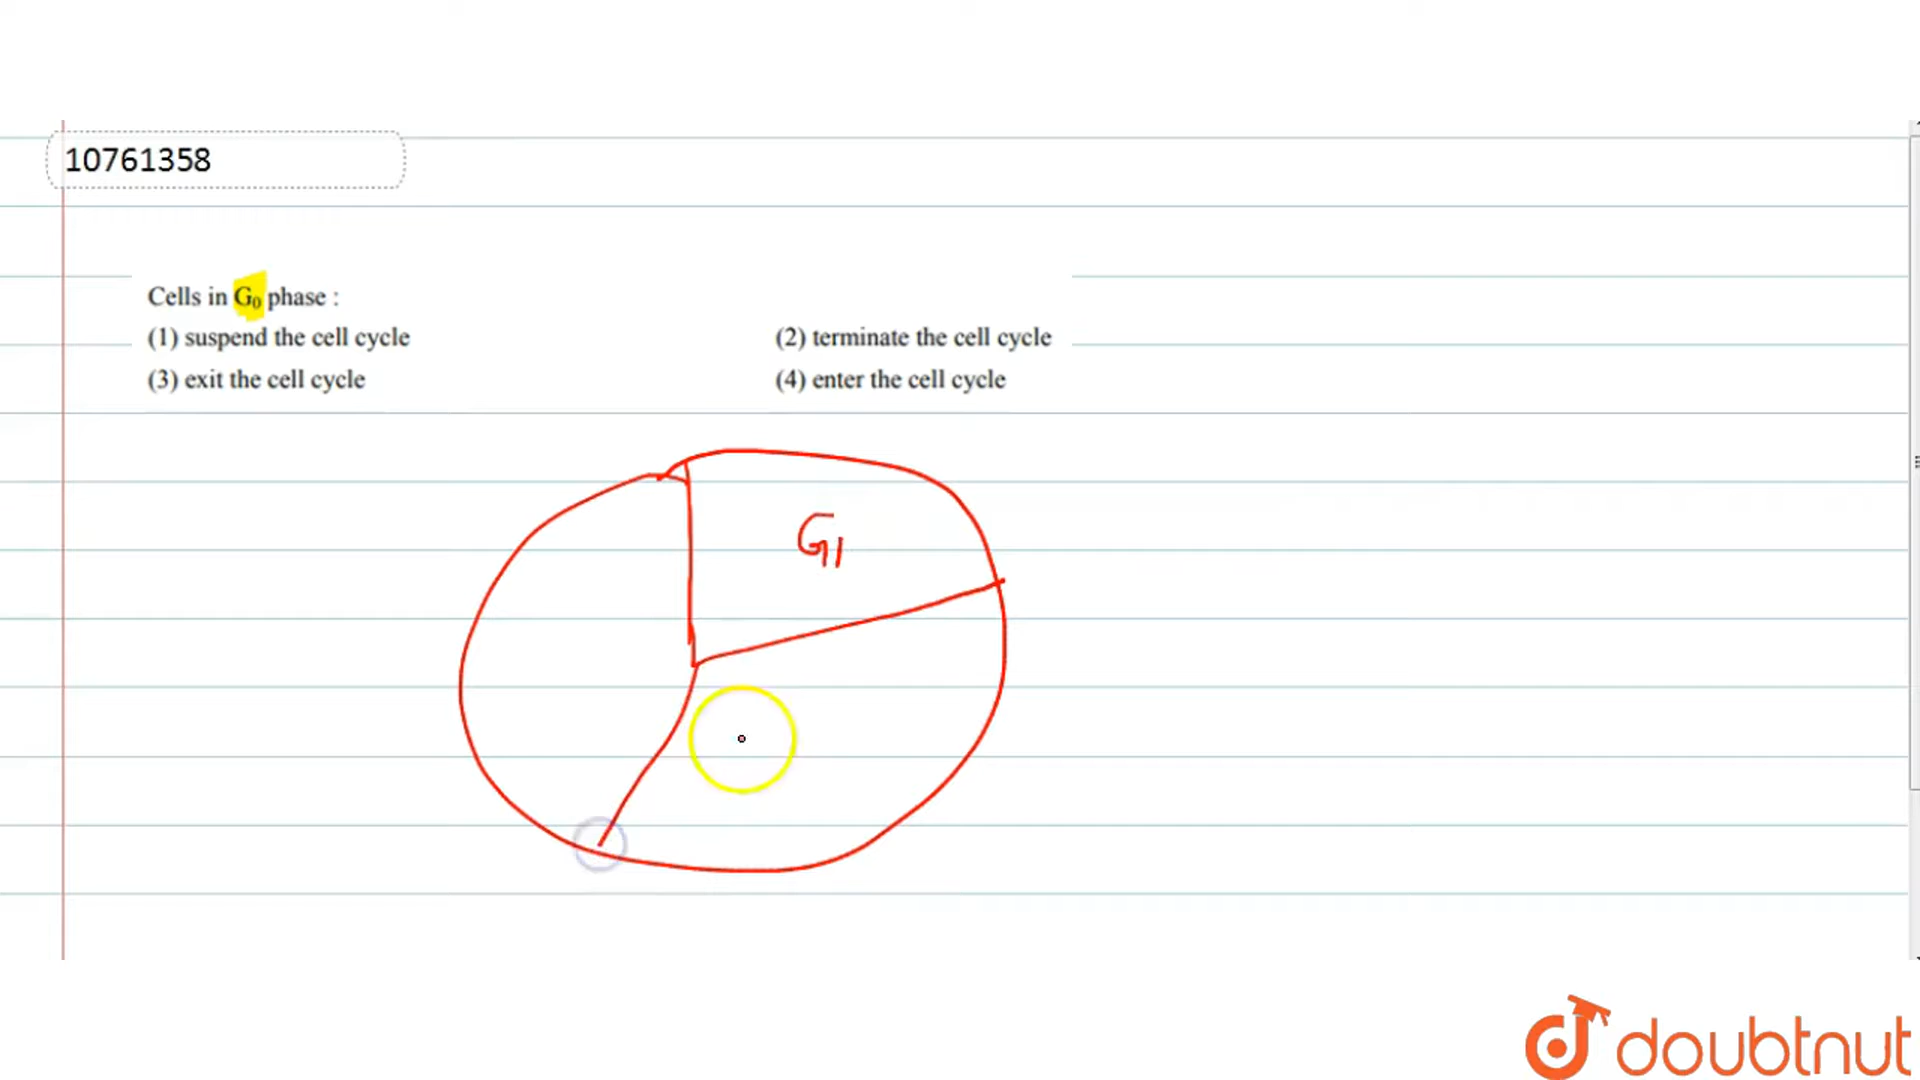 10761358
Cells in G₀ phase :
(1) suspend the cell cycle (2) terminate the cell cycle
(3) exit the cell cycle (4) enter the cell cycle
G1
doubtnut